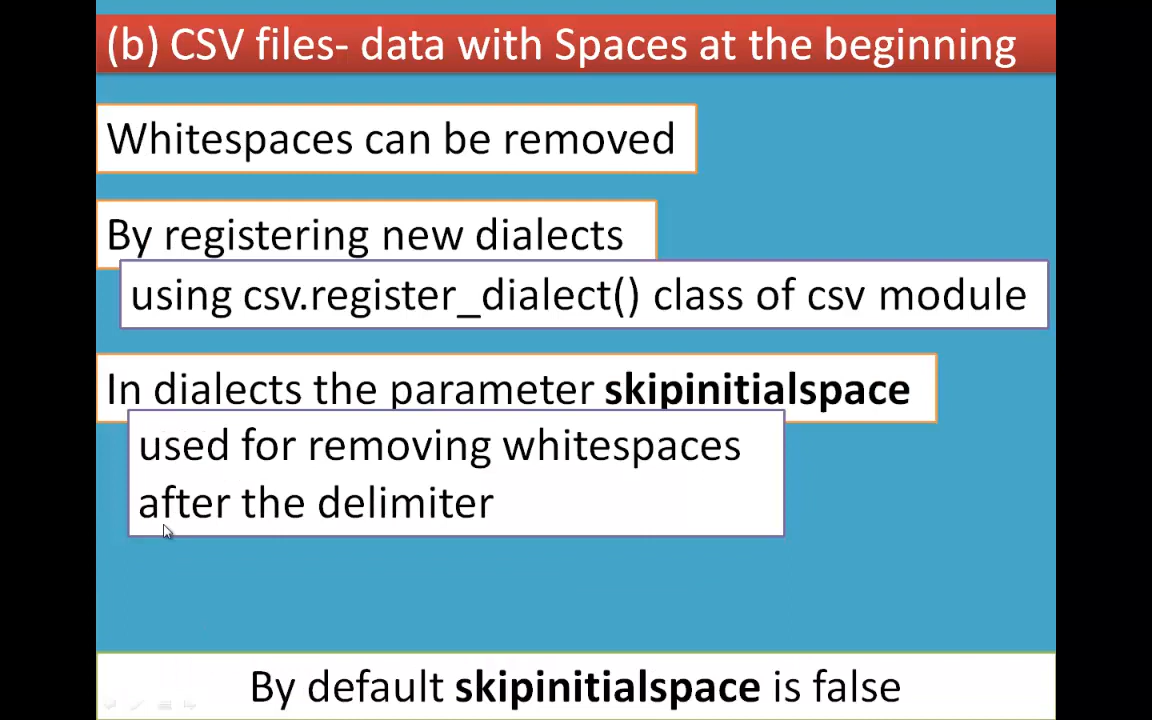 (b) CSV files- data with Spaces at the beginning
Whitespaces can be removed
By registering new dialects
using csv.register_dialect() class of csv module
In dialects the parameter skipinitialspace
used for removing whitespaces
after the delimiter
By default skipinitialspace is false